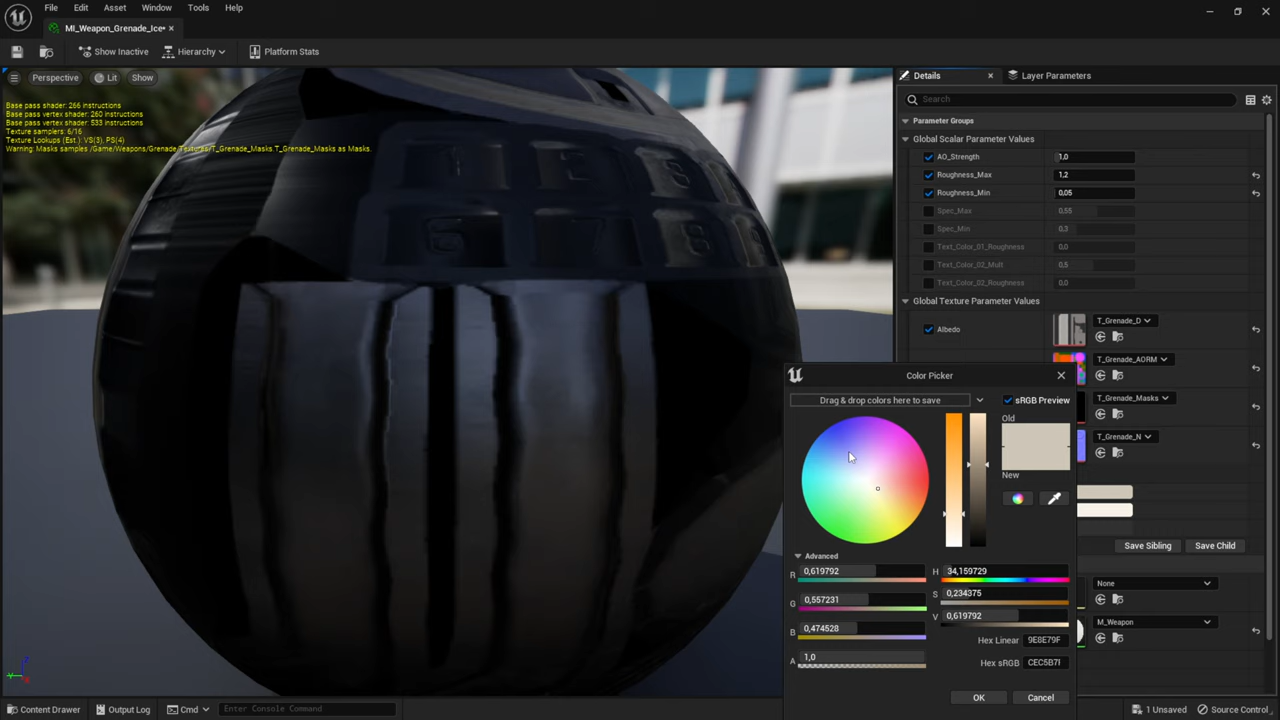 File Edit Asset Window Tools Help
MI_Weapon_Grenade_Ice•
Show Inactive Hierarchy Platform Stats
Perspective Lit Show
Base pass shader: 266 instructions
Base pass vertex shader: 260 instructions
Base pass vertex shader: 533 instructions
Texture samplers: 6/16
Texture Lookups (Est.): VS(3), PS(4)
Warning: Masks samples /Game/Weapons/Grenade/Textures/T_Grenade_Masks.T_Grenade_Masks as Masks.
Details
Layer Parameters
Search
Parameter Groups
Global Scalar Parameter Values
AO_Strength 1,0
Roughness_Max 1,2
Roughness_Min 0,05
Spec_Max 0,55
Spec_Min 0,3
Text_Color_01_Roughness 0,0
Text_Color_02_Mult 0,5
Text_Color_02_Roughness 0,0
Global Texture Parameter Values
Albedo T_Grenade_D
T_Grenade_AORM
T_Grenade_Masks
T_Grenade_N
Save Sibling Save Child
None
M_Weapon
Color Picker
Drag & drop colors here to save
sRGB Preview
Old
New
Advanced
R 0,619792
G 0,557231
B 0,474528
A 1,0
H 34,159729
S 0,234375
V 0,619792
Hex Linear 9E8E79F
Hex sRGB CEC5B7F
OK Cancel
Content Drawer Output Log Cmd Enter Console Command
1 Unsaved Source Control